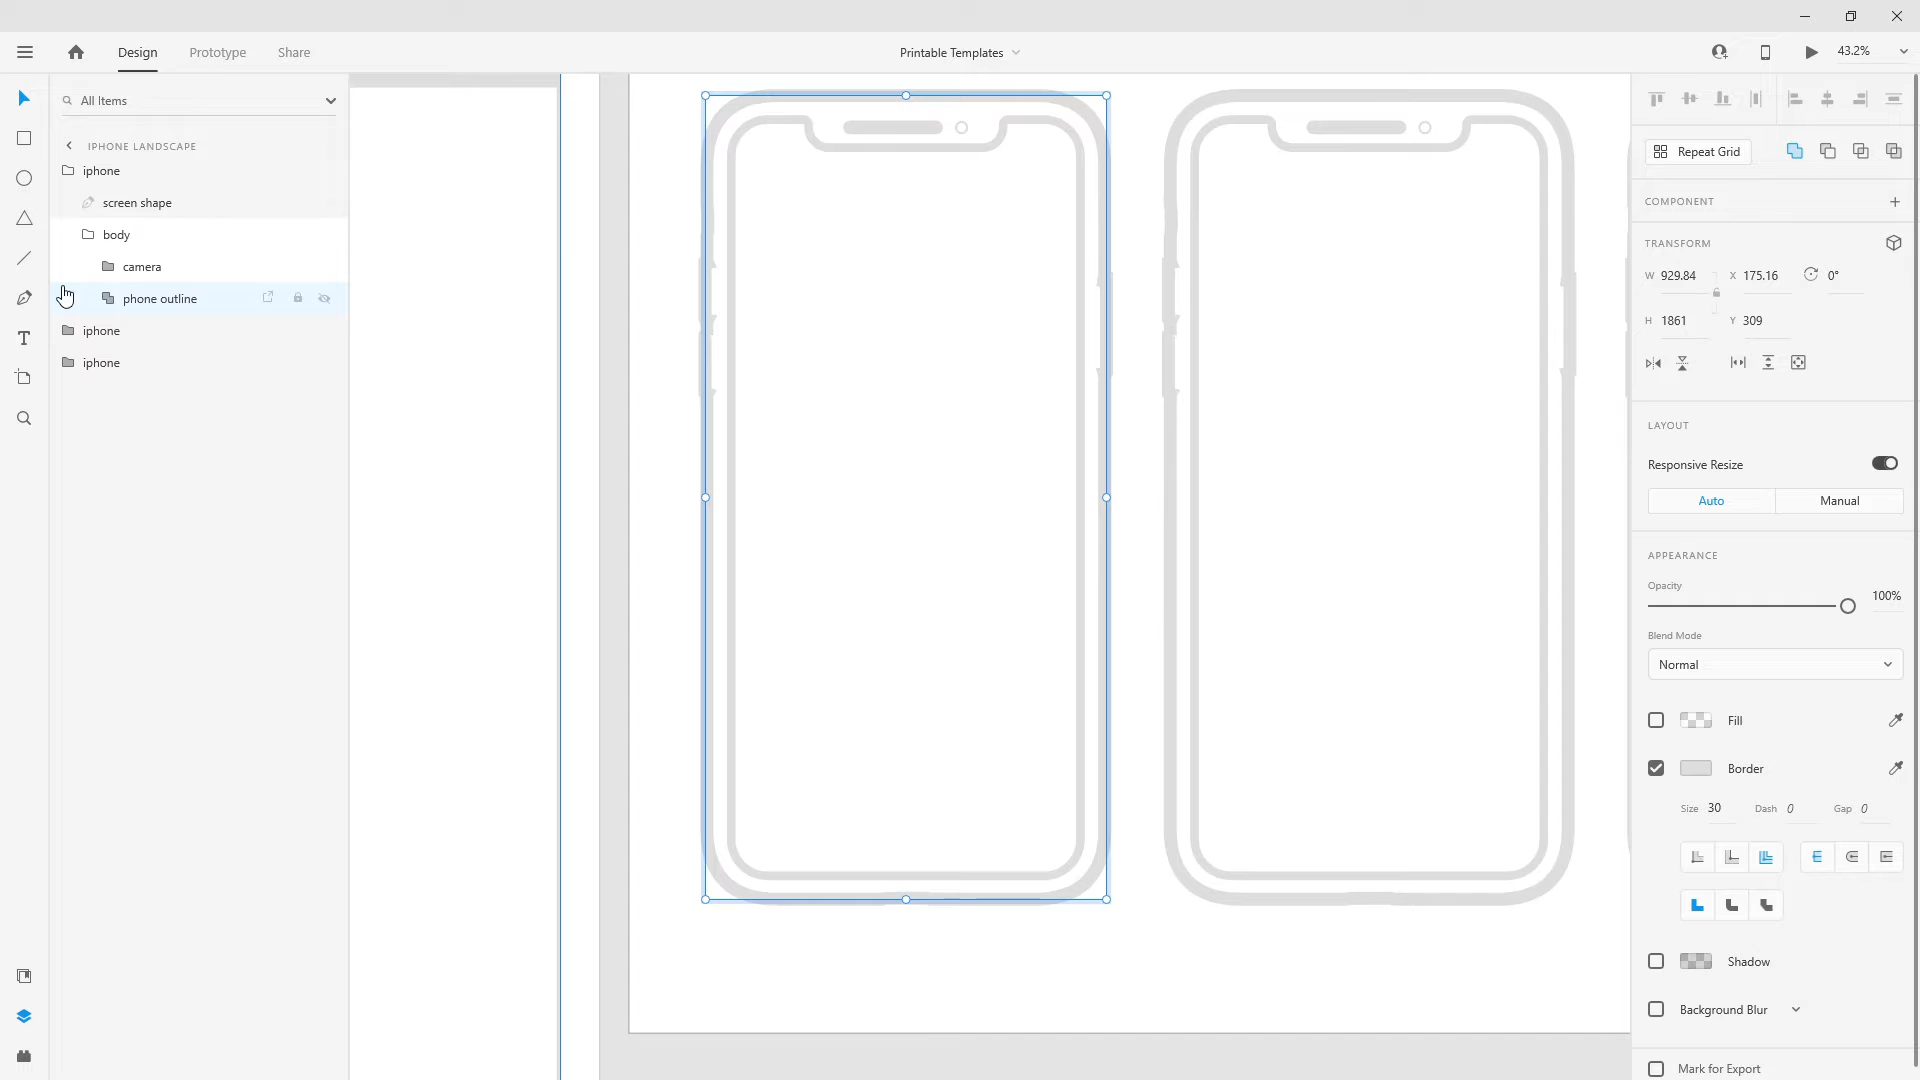 Design
Prototype
Share
Printable Templates
43.2%
All Items
IPHONE LANDSCAPE
iphone
screen shape
body
camera
phone outline
iphone
iphone
Repeat Grid
COMPONENT
TRANSFORM
W 929.84
X 175.16
0°
H 1861
Y 309
LAYOUT
Responsive Resize
Auto
Manual
APPEARANCE
Opacity
100%
Blend Mode
Normal
Fill
Border
Size 30
Dash 0
Gap 0
Shadow
Background Blur
Mark for Export